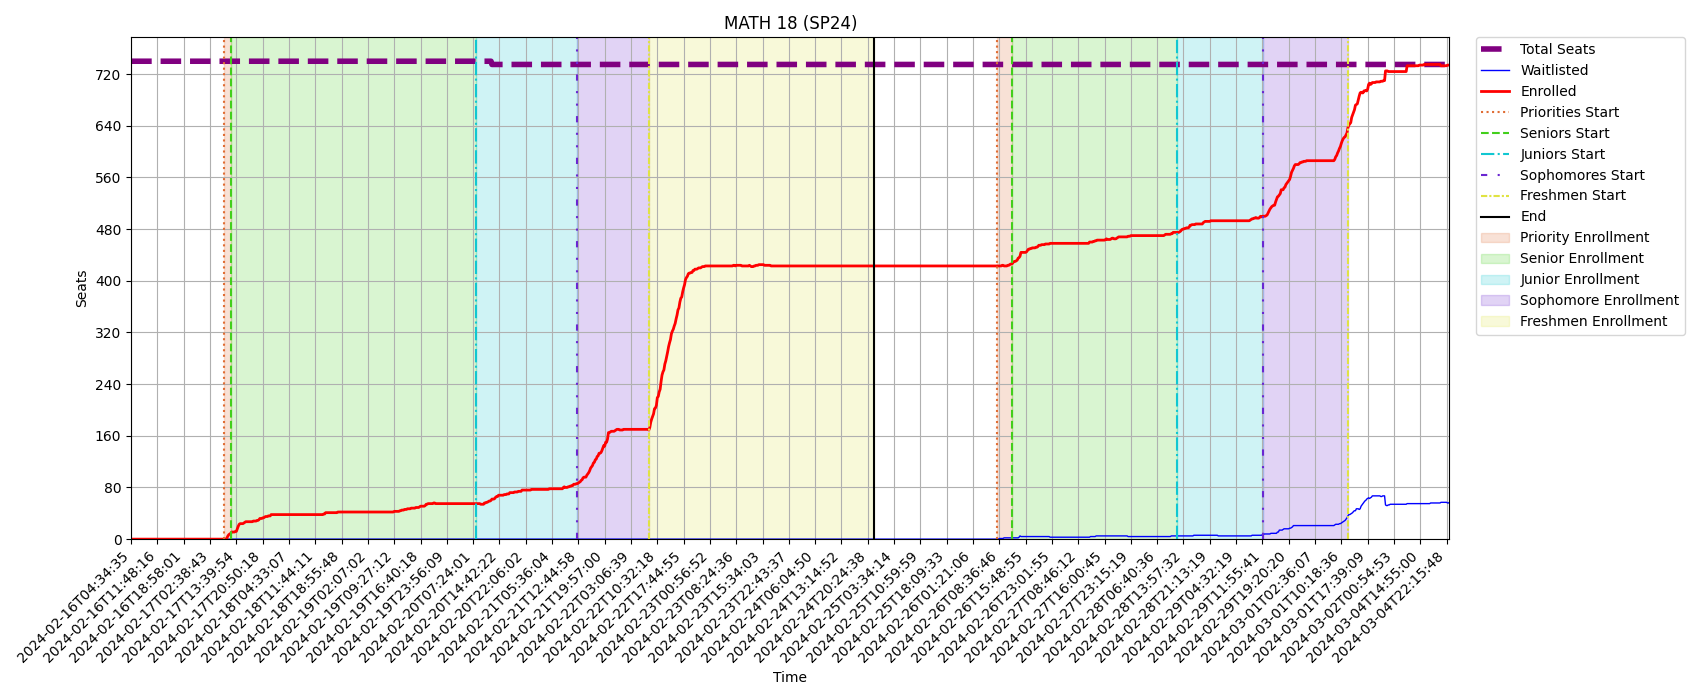 MATH 18 (SP24)
Seats
720
640
560
480
400
320
240
160
80
0
2024-02-16T04:34:35
2024-02-16T11:48:16
2024-02-16T18:58:01
2024-02-17T02:38:43
2024-02-17T13:39:54
2024-02-17T20:50:18
2024-02-18T04:33:07
2024-02-18T11:44:11
2024-02-18T18:55:48
2024-02-19T02:07:02
2024-02-19T09:27:12
2024-02-19T16:40:18
2024-02-19T23:56:09
2024-02-20T07:24:01
2024-02-20T14:42:22
2024-02-20T22:06:02
2024-02-21T05:36:04
2024-02-21T12:44:58
2024-02-21T19:57:00
2024-02-22T03:06:39
2024-02-22T10:32:18
2024-02-22T17:44:55
2024-02-23T00:56:52
2024-02-23T08:24:36
2024-02-23T15:34:03
2024-02-23T22:43:37
2024-02-24T06:04:50
2024-02-24T13:14:52
2024-02-24T20:24:38
2024-02-25T03:34:14
2024-02-25T10:59:59
2024-02-25T18:09:33
2024-02-26T01:21:06
2024-02-26T08:36:46
2024-02-26T15:48:55
2024-02-26T23:01:55
2024-02-27T08:46:12
2024-02-27T16:00:45
2024-02-27T23:15:19
2024-02-28T06:40:36
2024-02-28T13:57:32
2024-02-28T21:13:19
2024-02-29T04:32:19
2024-02-29T11:55:41
2024-02-29T19:20:20
2024-03-01T02:36:07
2024-03-01T10:18:36
2024-03-01T17:39:09
2024-03-02T00:54:53
2024-03-04T14:55:00
2024-03-04T22:15:48
Time
Total Seats
Waitlisted
Enrolled
Priorities Start
Seniors Start
Juniors Start
Sophomores Start
Freshmen Start
End
Priority Enrollment
Senior Enrollment
Junior Enrollment
Sophomore Enrollment
Freshmen Enrollment